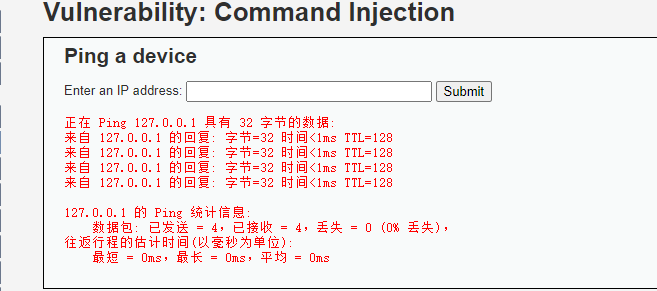 Vulnerability: Command Injection
Ping a device
Enter an IP address: Submit
正在 Ping 127.0.0.1 具有 32 字节的数据:
来自 127.0.0.1 的回复: 字节=32 时间<1ms TTL=128
来自 127.0.0.1 的回复: 字节=32 时间<1ms TTL=128
来自 127.0.0.1 的回复: 字节=32 时间<1ms TTL=128
来自 127.0.0.1 的回复: 字节=32 时间<1ms TTL=128
127.0.0.1 的 Ping 统计信息:
数据包: 已发送 = 4，已接收 = 4，丢失 = 0 (0% 丢失)，
往返行程的估计时间(以毫秒为单位):
最短 = 0ms，最长 = 0ms，平均 = 0ms